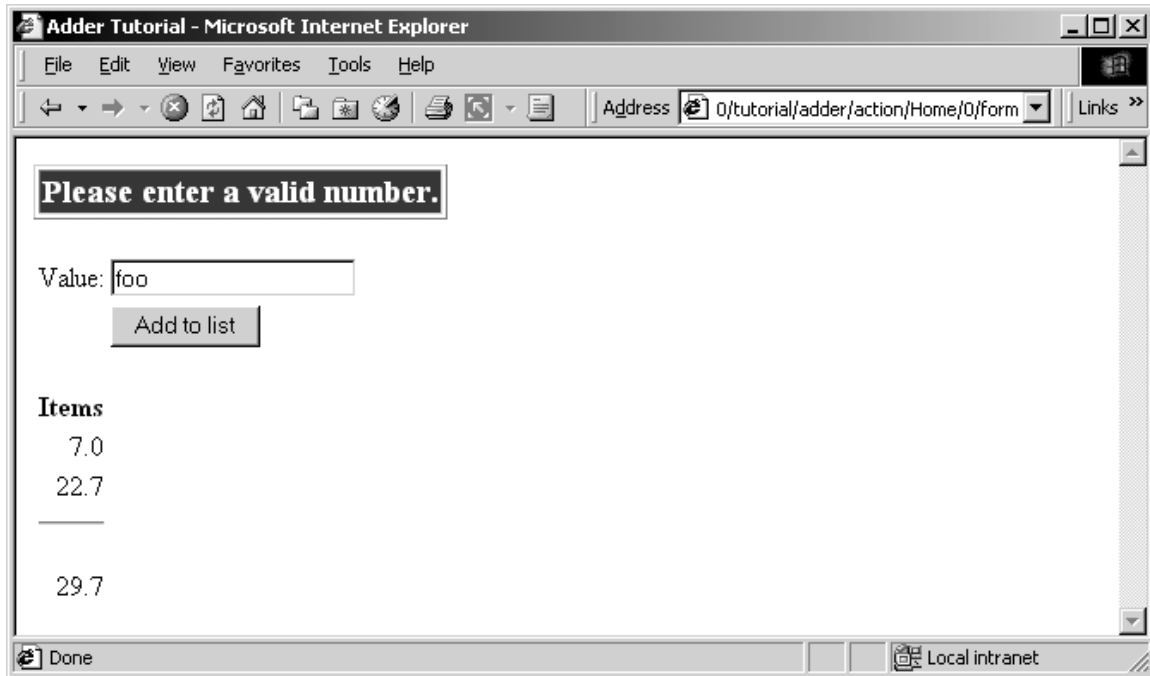 Adder Tutorial - Microsoft Internet Explorer
File Edit View Favorites Tools Help
Address 0/tutorial/adder/action/Home/0/form Links »
Please enter a valid number.
Value: foo
Add to list
Items
7.0
22.7
29.7
Done Local intranet